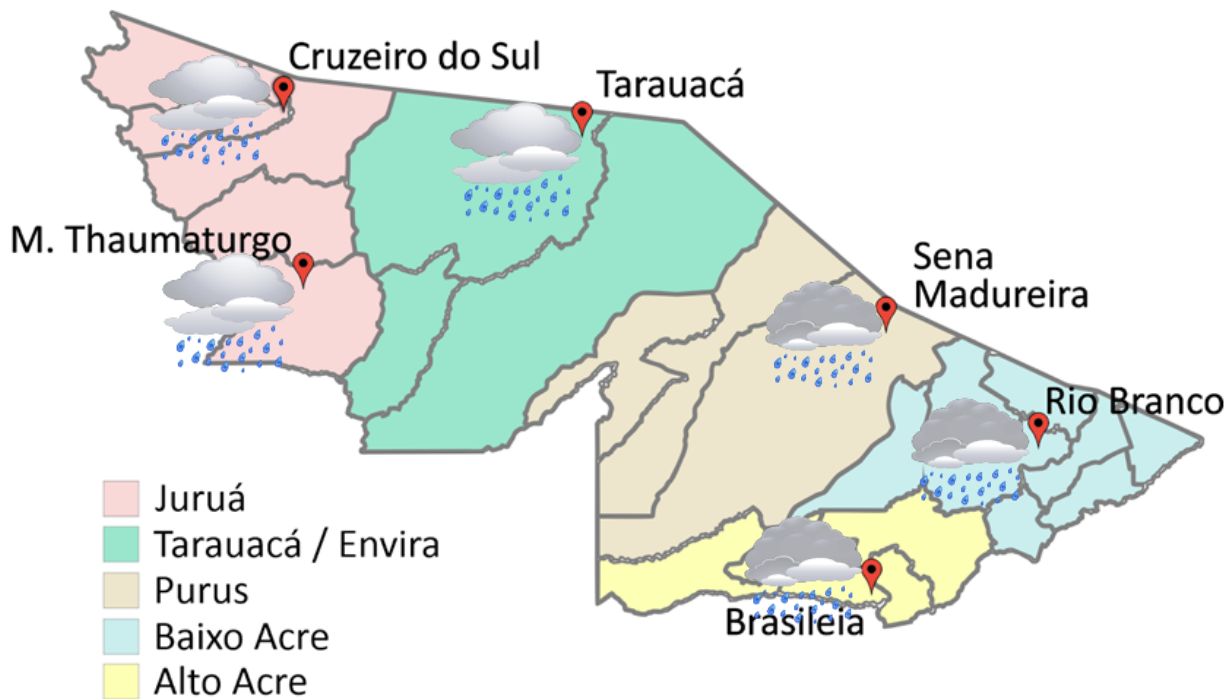 Cruzeiro do Sul
Tarauacá
M. Thaumaturgo
Sena
Madureira
Rio Branco
Brasileia
Juruá
Tarauacá / Envira
Purus
Baixo Acre
Alto Acre